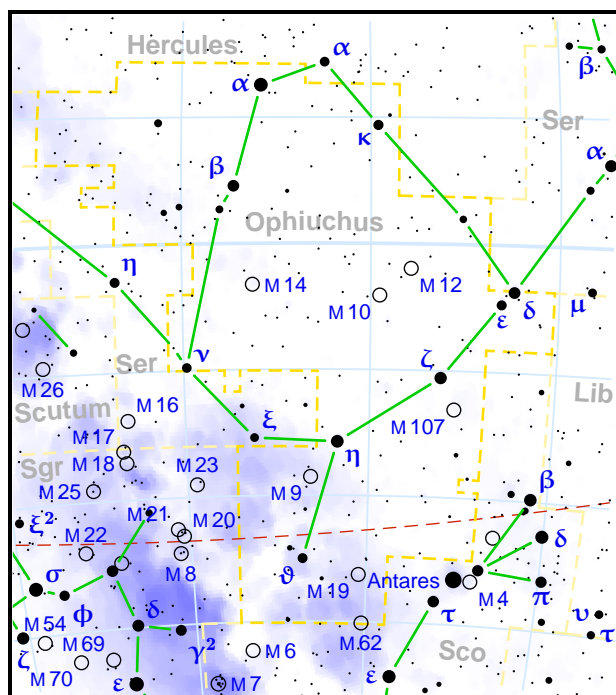 Hercules
α
α
β
κ
Ser
α
β
Ophiuchus
η
M 14
M 12
M 10
ε
δ
μ
ν
ζ
Ser
M 26
Scutum
M 16
Lib
M 107
M 17
ξ
η
Sgr
M 18
M 23
M 9
M 25
β
ξ²
M 21
M 20
M 22
δ
M 8
ϑ
M 19
Antares
M 4
π
σ
ϕ
τ
υ
M 54
δ
M 62
τ
ζ
M 69
γ²
M 6
Sco
M 70
ε
M 7
ε